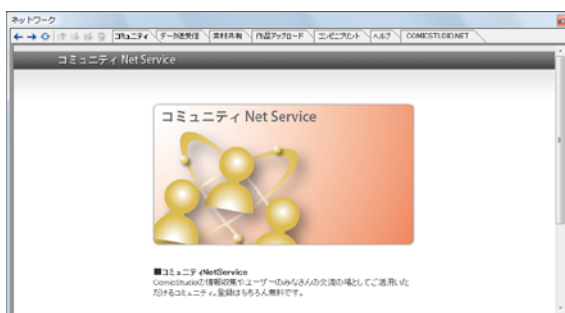 ネットワーク
コミュニティ データ送受信 素材共有 作品アップロード コンビニプリント ヘルプ COMICSTUDIO.NET
コミュニティ Net Service
コミュニティ Net Service
■コミュニティNetService
ComicStudioの情報収集やユーザーのみなさんの交流の場としてご活用いた
だけるコミュニティ。登録はもちろん無料です。